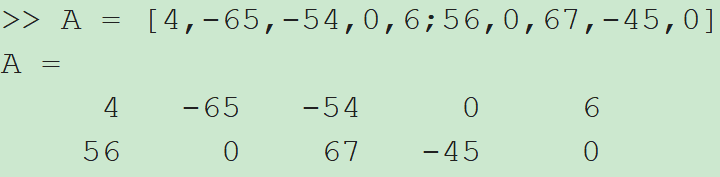 >> A = [4,-65,-54,0,6;56,0,67,-45,0]
A =
4 -65 -54 0 6
56 0 67 -45 0